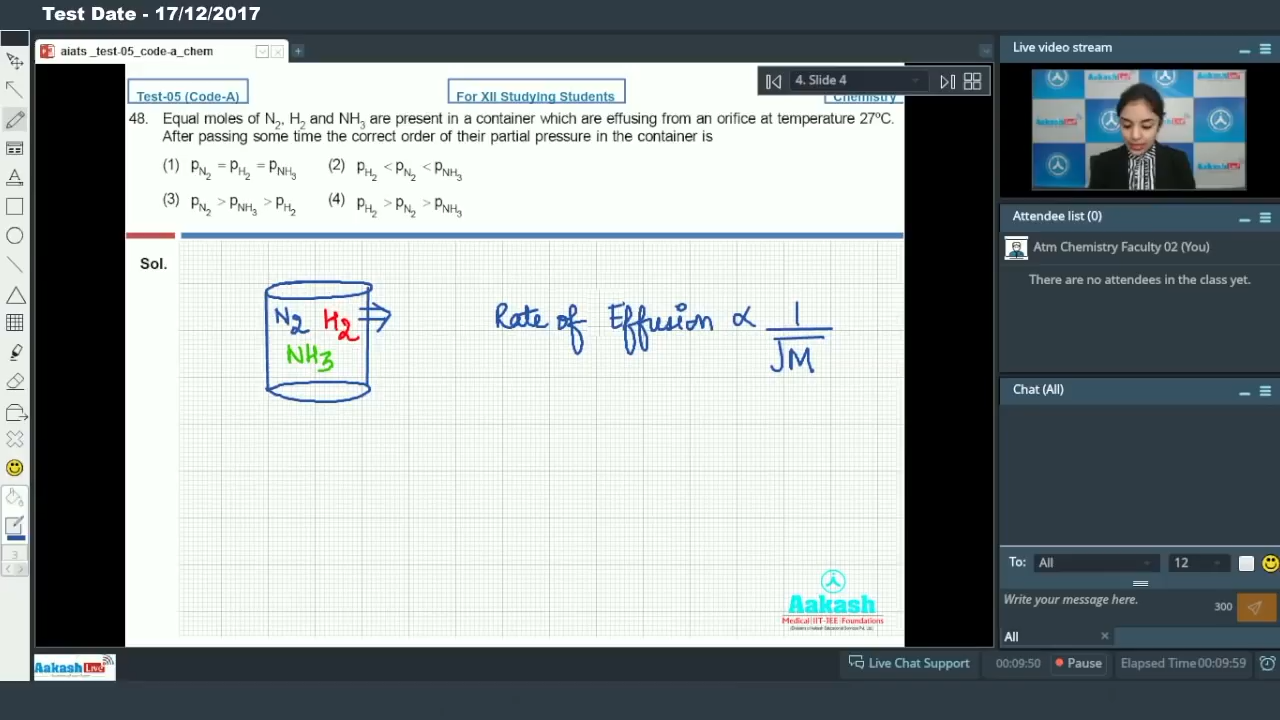 Test Date - 17/12/2017
aiats _test-05_code-a_chem
Live video stream
Test-05 (Code-A)
For XII Studying Students
Chemistry
4. Slide 4
48. Equal moles of N2, H2 and NH3 are present in a container which are effusing from an orifice at temperature 27ºC.
After passing some time the correct order of their partial pressure in the container is
(1) pN2 = pH2 = pNH3 (2) pH2 < pN2 < pNH3
(3) pN2 > pNH3 > pH2 (4) pH2 > pN2 > pNH3
Sol.
N2 H2
NH3
Rate of Effusion ∝ 1/√M
Aakash
Medical|IIT-JEE|Foundations
Aakash Live
Aakash
Attendee list (0)
Atm Chemistry Faculty 02 (You)
There are no attendees in the class yet.
Chat (All)
To: All 12
Write your message here. 300
All
3
Live Chat Support 00:09:50 Pause Elapsed Time 00:09:59